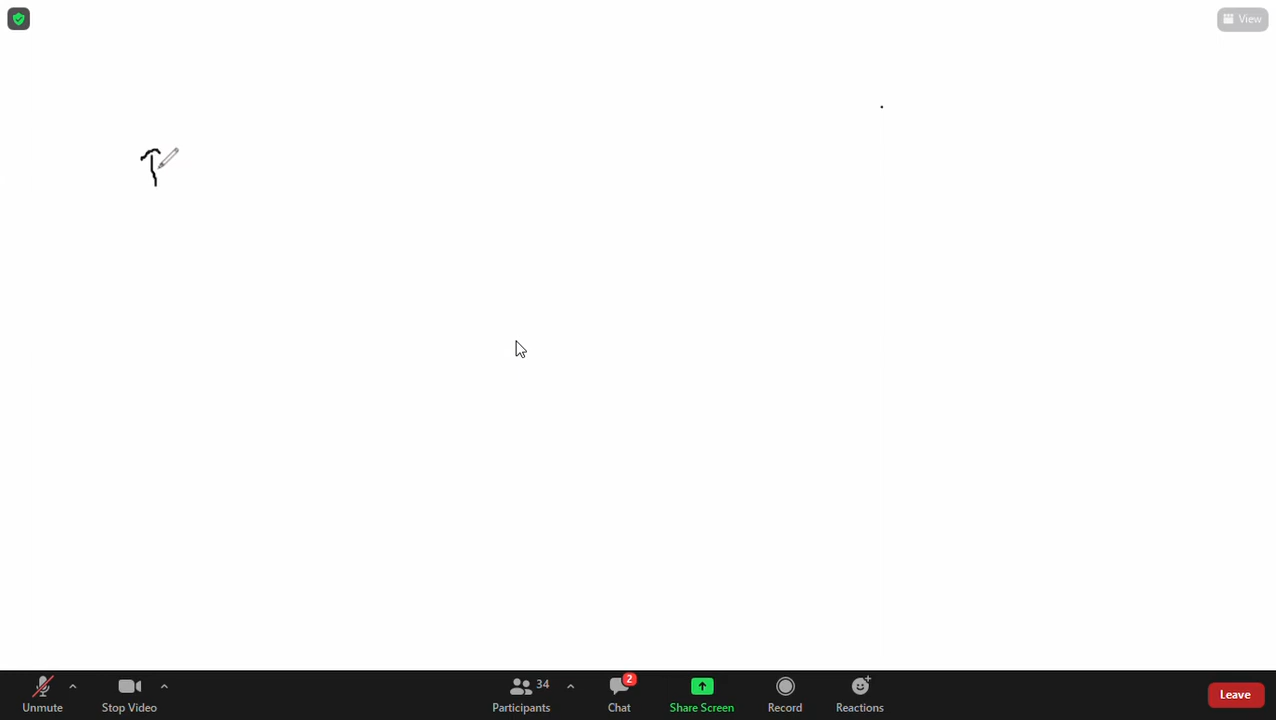 View
T
Unmute
Stop Video
Participants
34
Chat
2
Share Screen
Record
Reactions
Leave